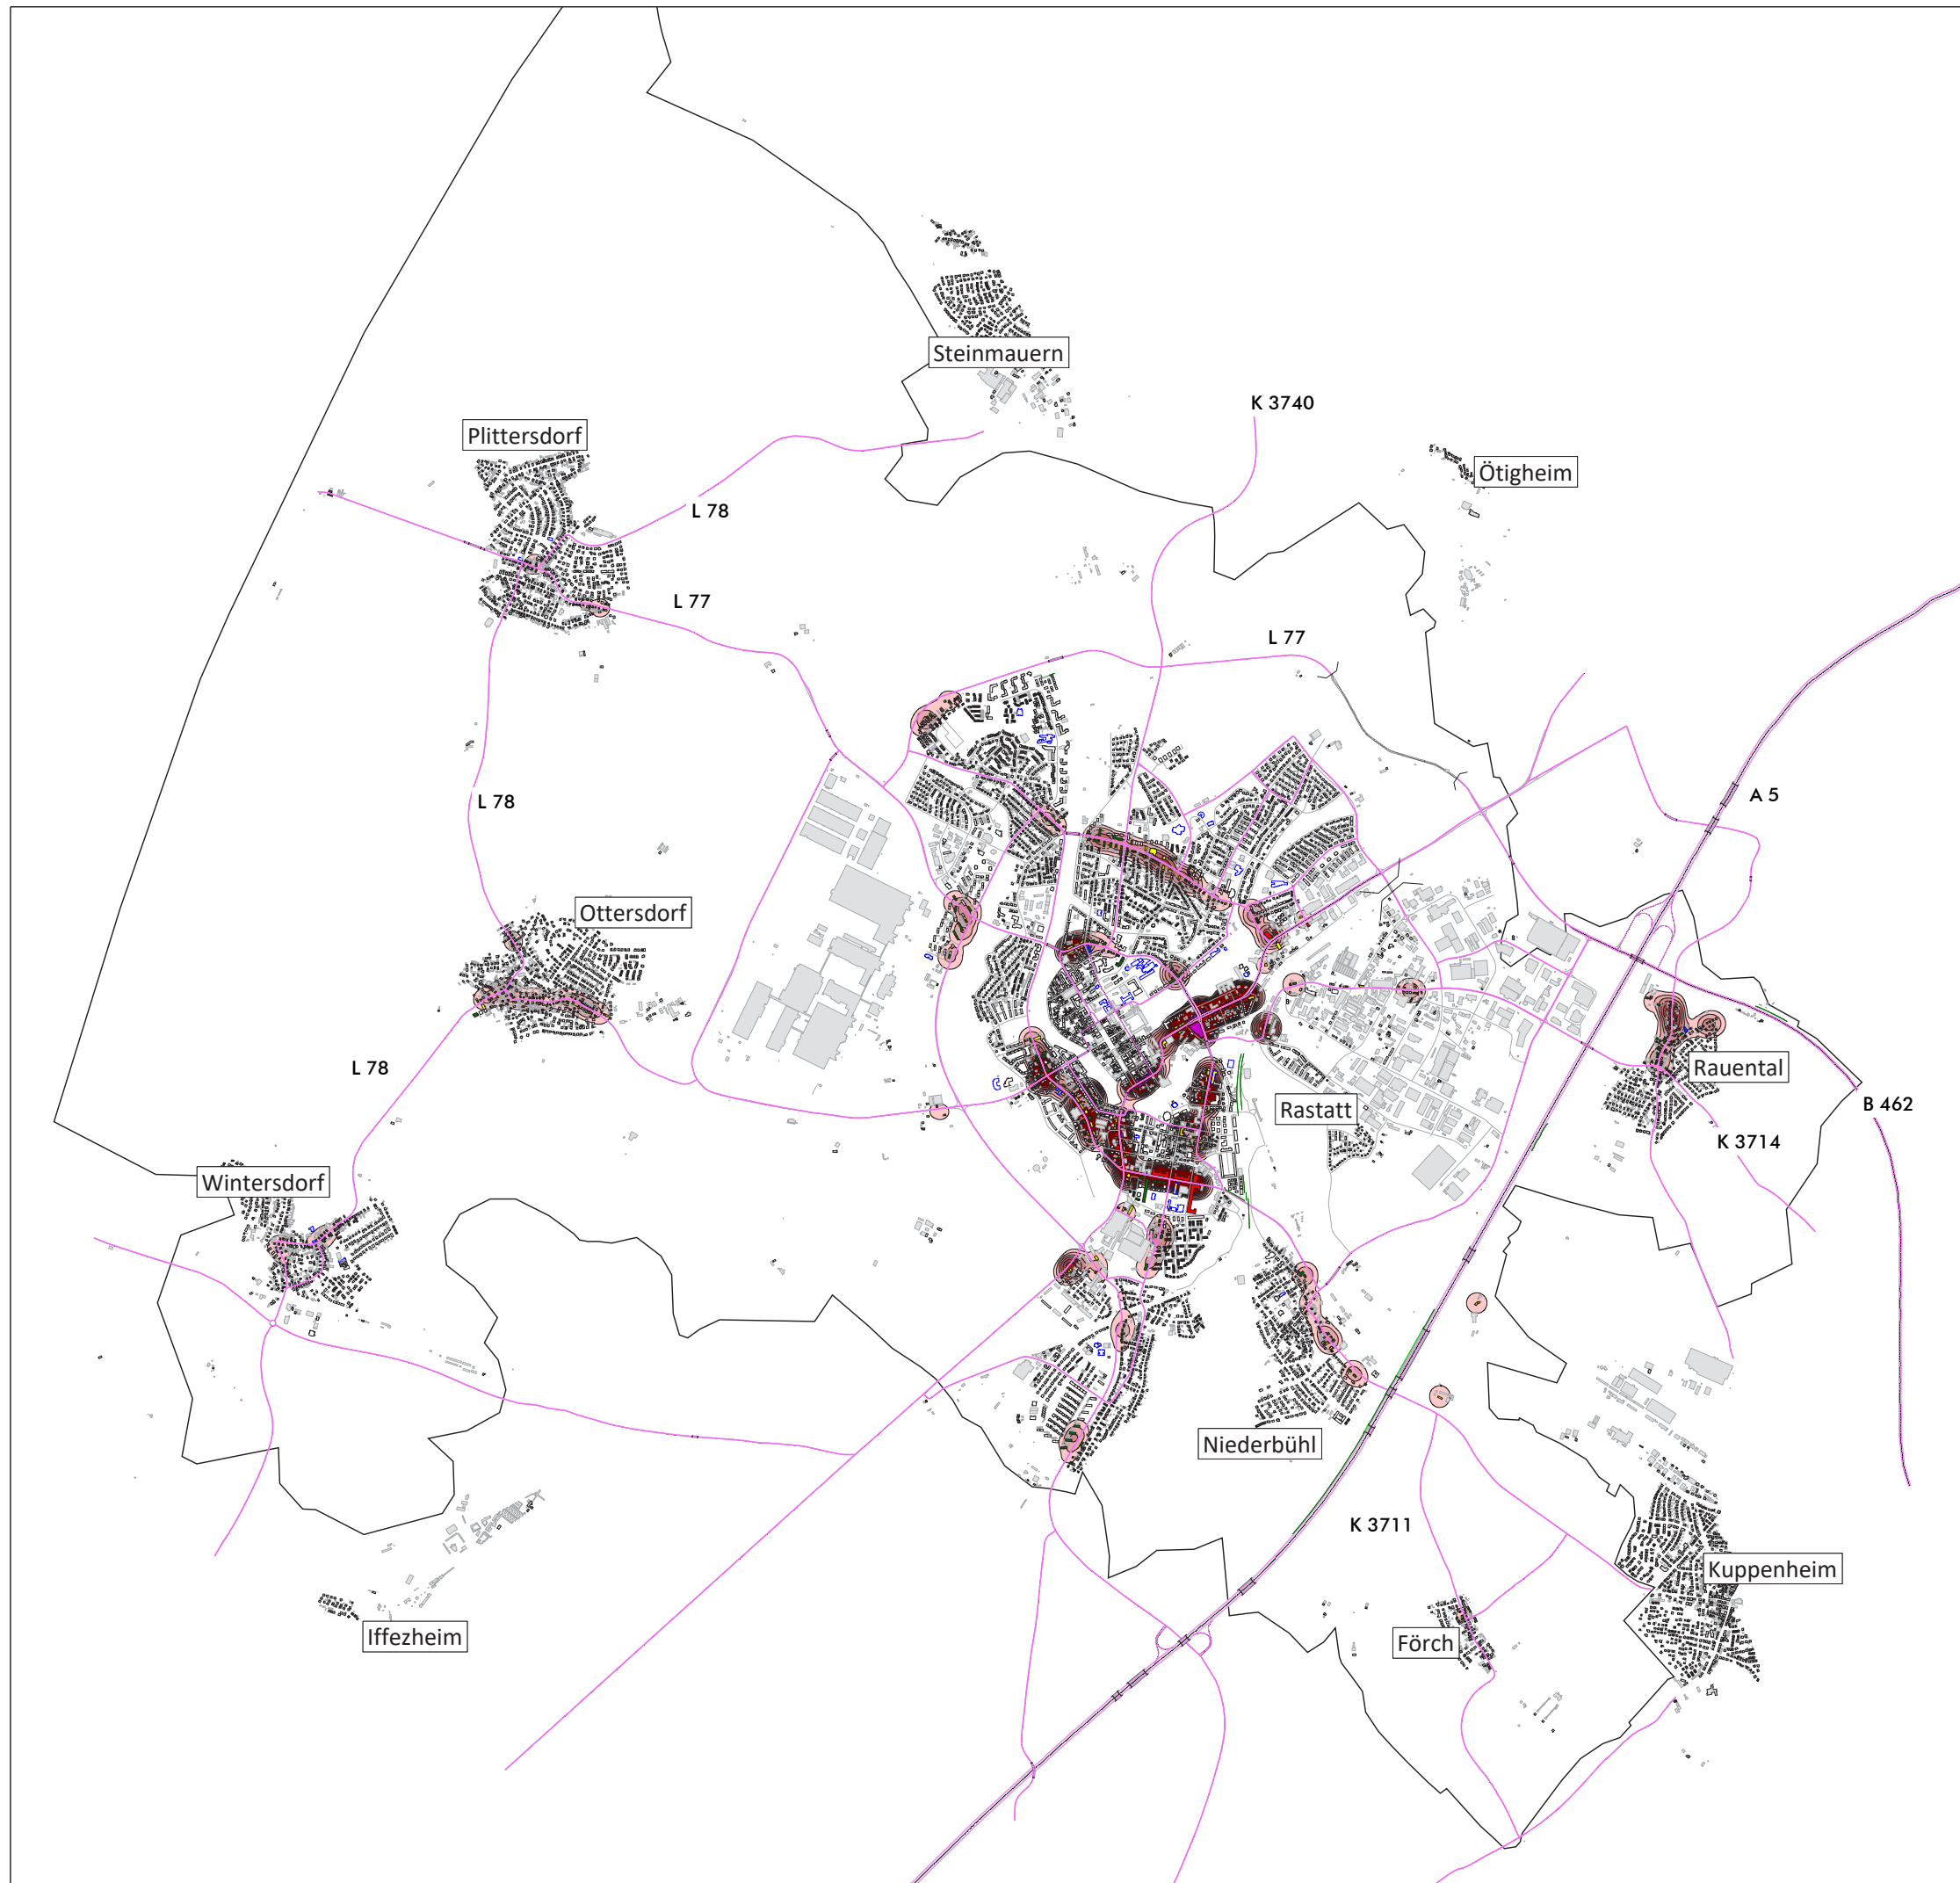 Steinmauern
K 3740
Plittersdorf
Ötigheim
L 78
L 77
L 77
A 5
L 78
Ottersdorf
L 78
Rauental
Rastatt
B 462
K 3714
Wintersdorf
Niederbühl
K 3711
Kuppenheim
Iffezheim
Förch